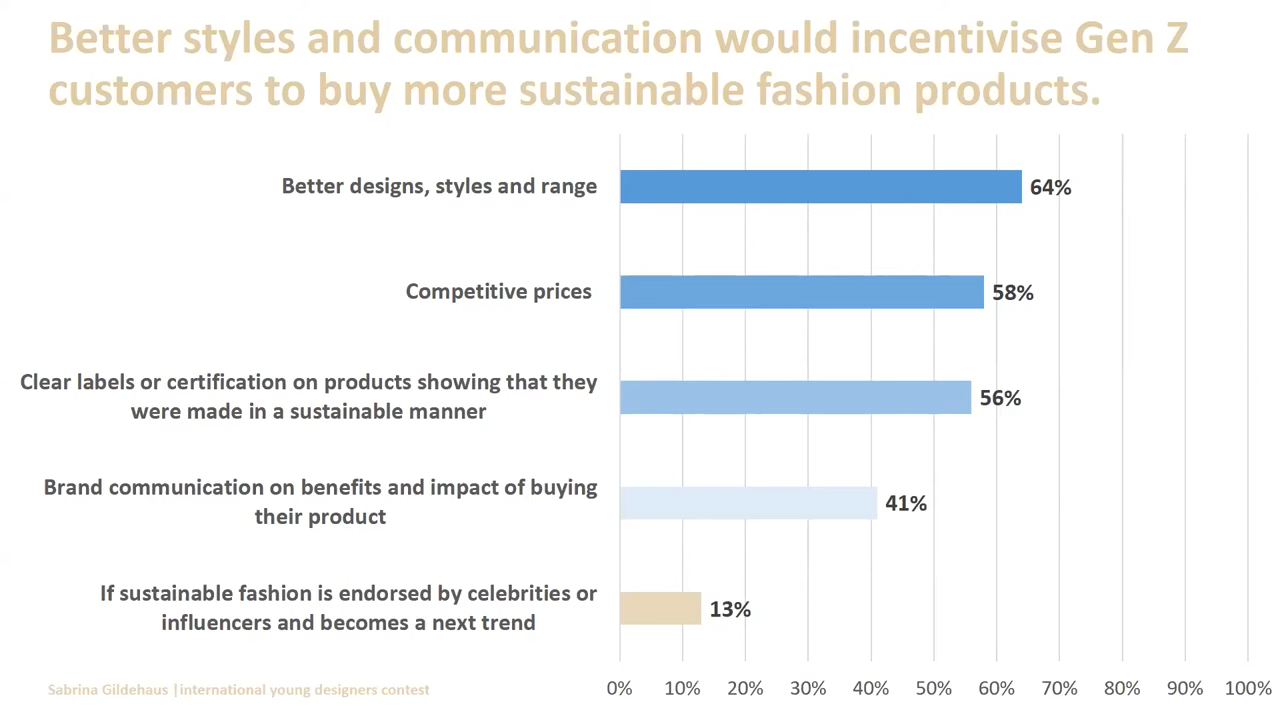 Better styles and communication would incentivise Gen Z
customers to buy more sustainable fashion products.
Better designs, styles and range
64%
Competitive prices
58%
Clear labels or certification on products showing that they
were made in a sustainable manner
56%
Brand communication on benefits and impact of buying
their product
41%
If sustainable fashion is endorsed by celebrities or
influencers and becomes a next trend
13%
0% 10% 20% 30% 40% 50% 60% 70% 80% 90% 100%
Sabrina Gildehaus |international young designers contest